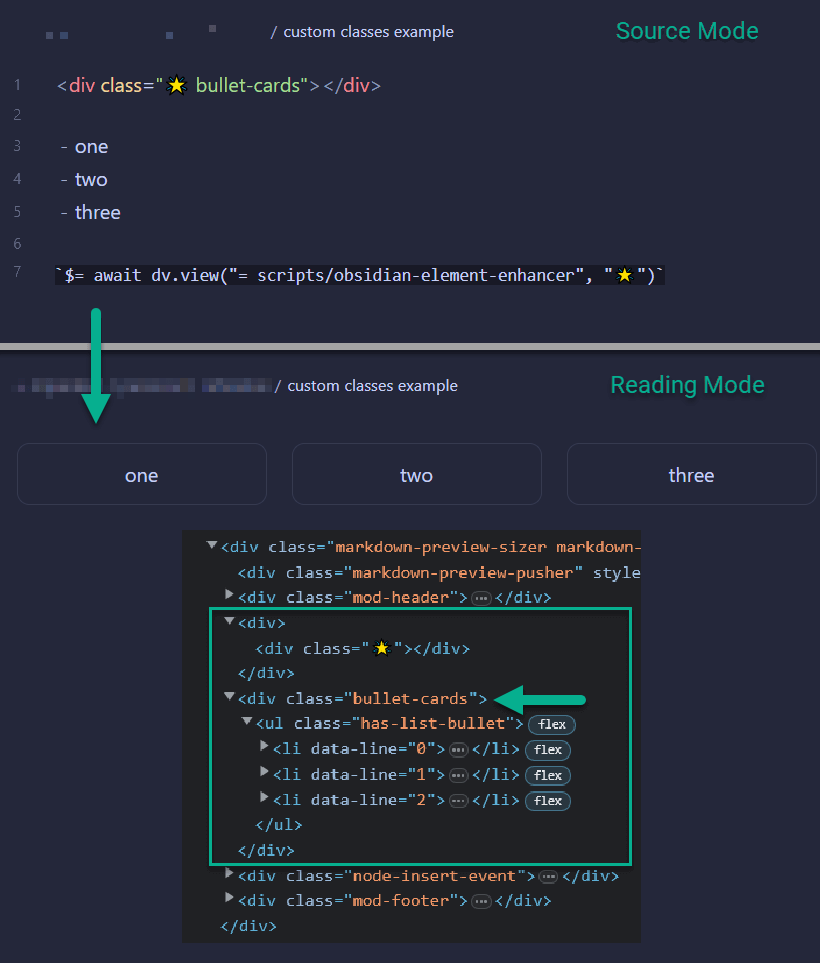 / custom classes example
Source Mode
1 <div class="⭐ bullet-cards"></div>
2
3 - one
4 - two
5 - three
6
7 `$= await dv.view("= scripts/obsidian-element-enhancer", "⭐")`
/ custom classes example
Reading Mode
one two three
<div class="markdown-preview-sizer markdown-
<div class="markdown-preview-pusher" style
<div class="mod-header">⋯</div>
<div>
<div class="⭐"></div>
</div>
<div class="bullet-cards">
<ul class="has-list-bullet"> flex
<li data-line="0">⋯</li> flex
<li data-line="1">⋯</li> flex
<li data-line="2">⋯</li> flex
</ul>
</div>
<div class="node-insert-event">⋯</div>
<div class="mod-footer">⋯</div>
</div>